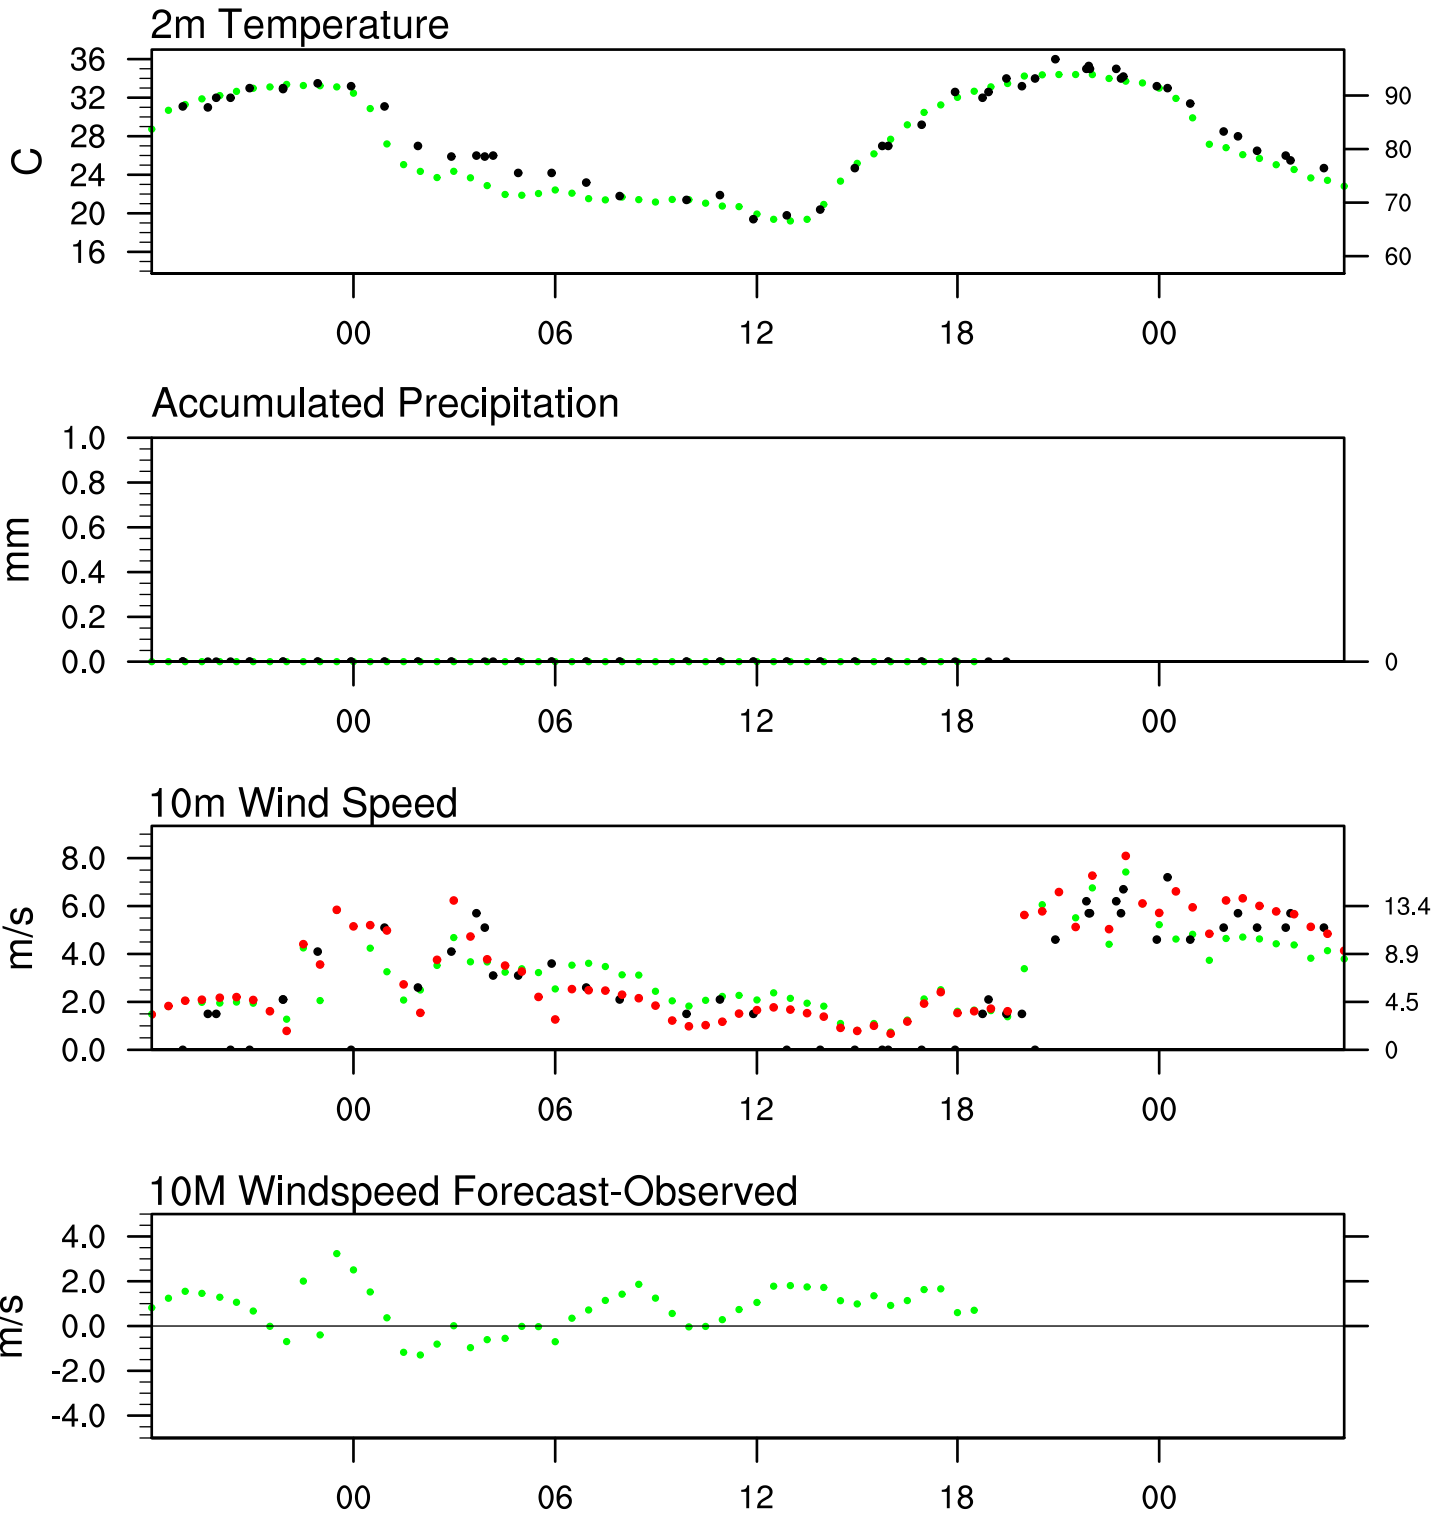 2m Temperature
36
32
28
24
20
16
C
90
80
70
60
00 06 12 18 00
Accumulated Precipitation
1.0
0.8
0.6
0.4
0.2
0.0
mm
0
00 06 12 18 00
10m Wind Speed
8.0
6.0
4.0
2.0
0.0
m/s
13.4
8.9
4.5
0
00 06 12 18 00
10M Windspeed Forecast-Observed
4.0
2.0
0.0
-2.0
-4.0
m/s
00 06 12 18 00